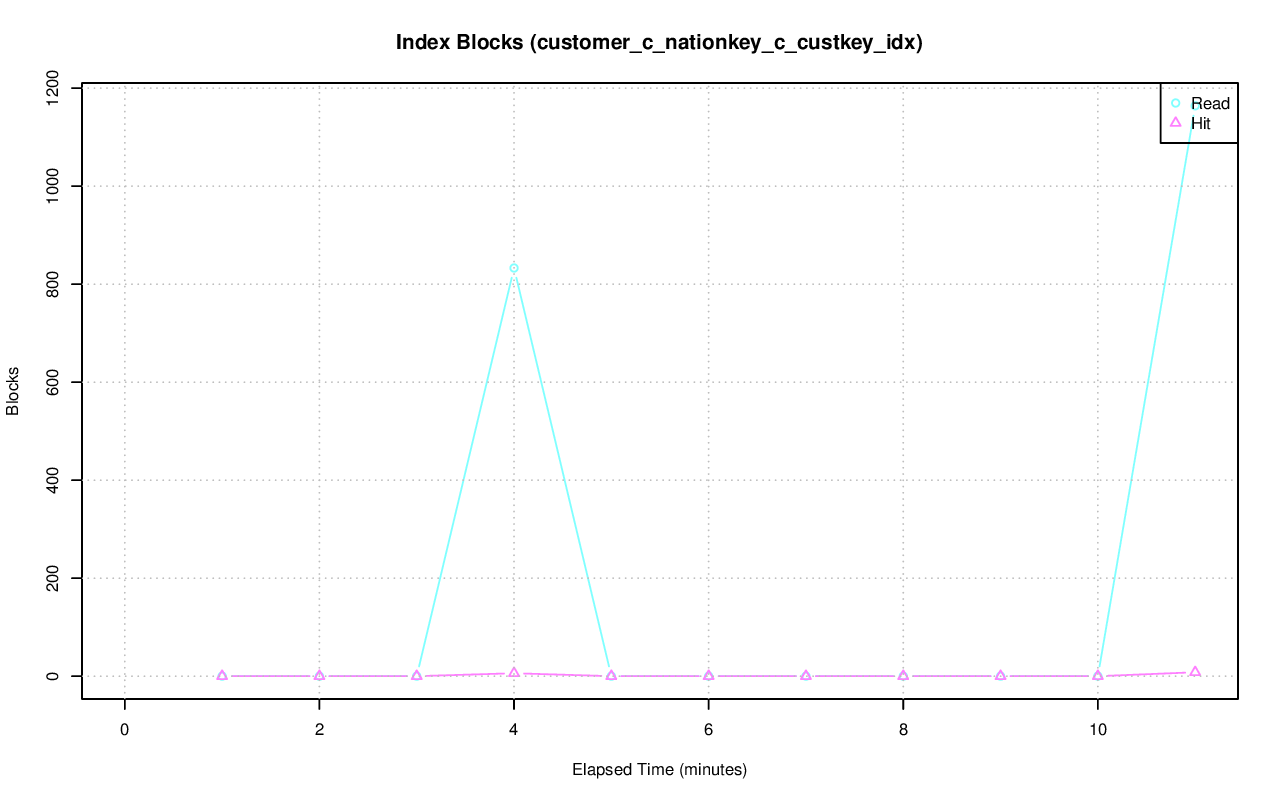 Index Blocks (customer_c_nationkey_c_custkey_idx)
Read
Hit
Blocks
1200
1000
800
600
400
200
0
0 2 4 6 8 10
Elapsed Time (minutes)